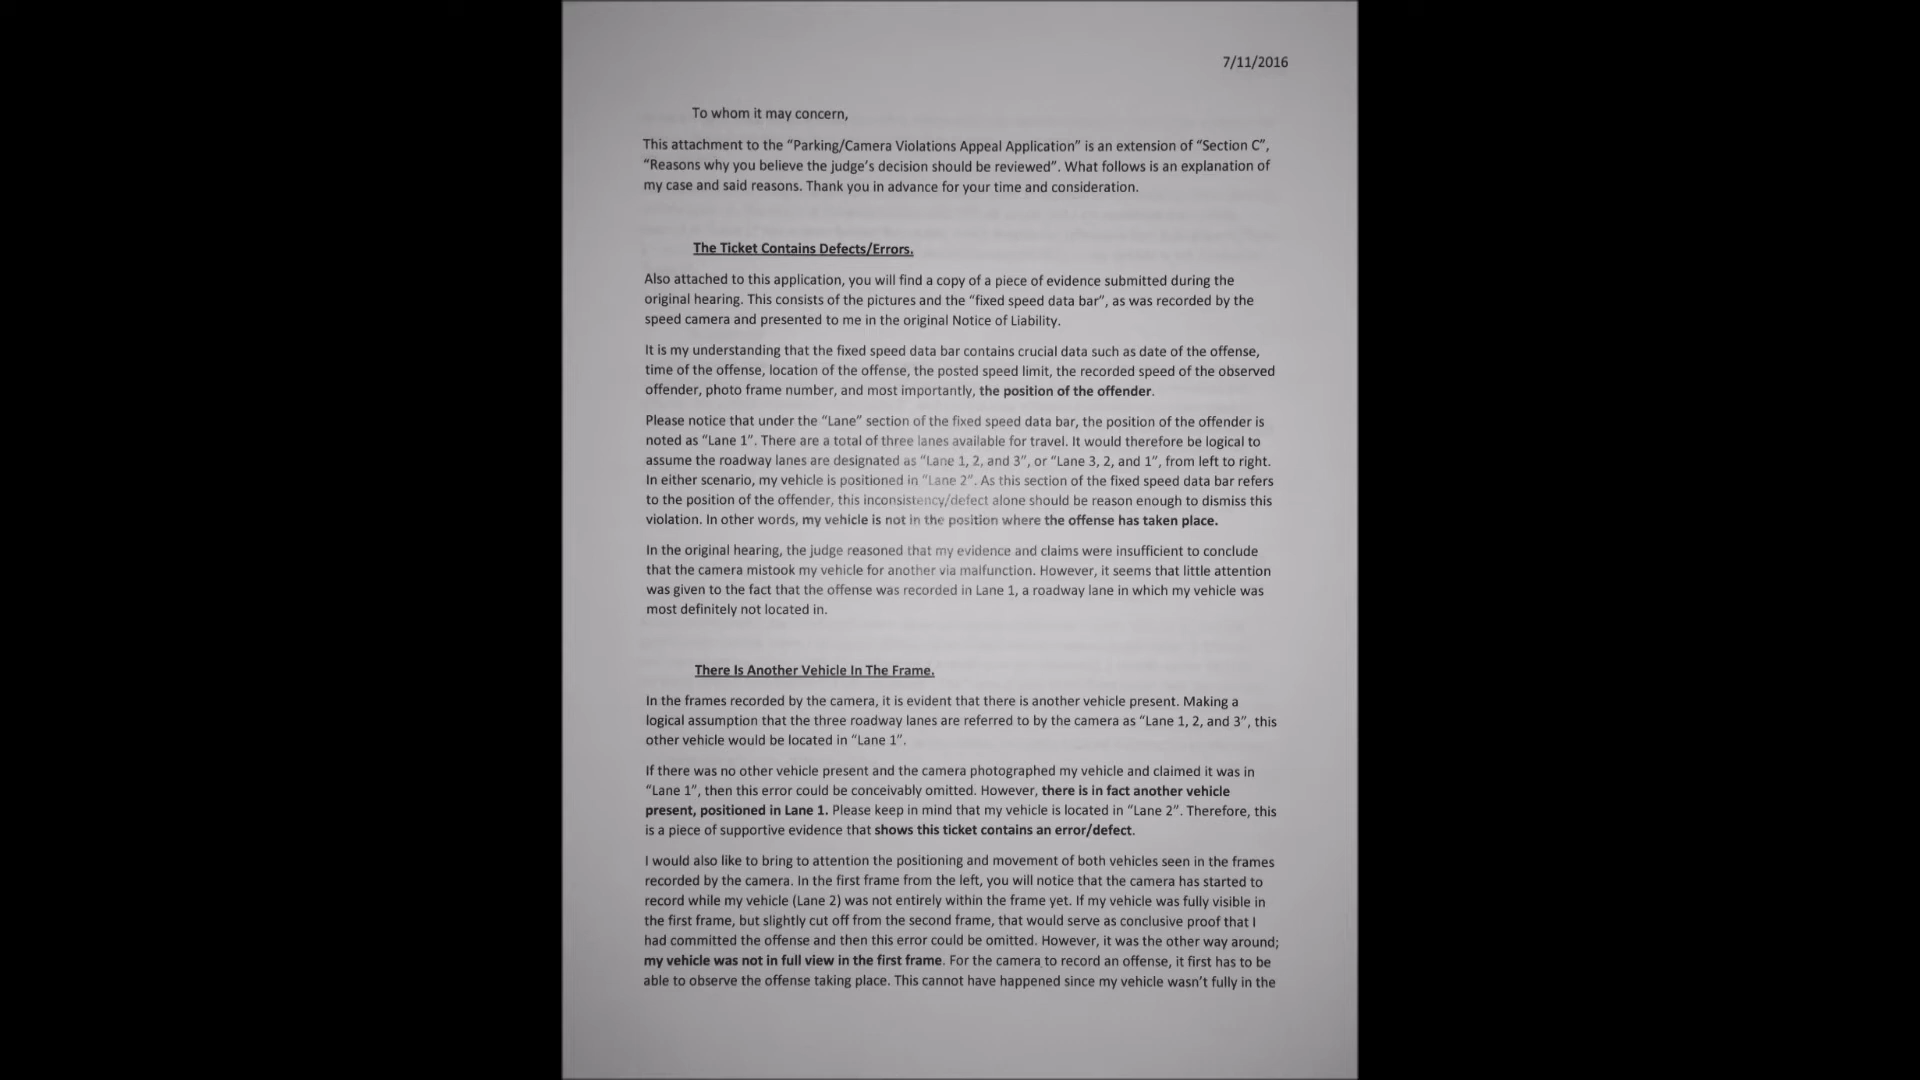 7/11/2016
To whom it may concern,
This attachment to the “Parking/Camera Violations Appeal Application” is an extension of “Section C”,
“Reasons why you believe the judge’s decision should be reviewed”. What follows is an explanation of
my case and said reasons. Thank you in advance for your time and consideration.
The Ticket Contains Defects/Errors.
Also attached to this application, you will find a copy of a piece of evidence submitted during the
original hearing. This consists of the pictures and the “fixed speed data bar”, as was recorded by the
speed camera and presented to me in the original Notice of Liability.
It is my understanding that the fixed speed data bar contains crucial data such as date of the offense,
time of the offense, location of the offense, the posted speed limit, the recorded speed of the observed
offender, photo frame number, and most importantly, the position of the offender.
Please notice that under the “Lane” section of the fixed speed data bar, the position of the offender is
noted as “Lane 1”. There are a total of three lanes available for travel. It would therefore be logical to
assume the roadway lanes are designated as “Lane 1, 2, and 3”, or “Lane 3, 2, and 1”, from left to right.
In either scenario, my vehicle is positioned in “Lane 2”. As this section of the fixed speed data bar refers
to the position of the offender, this inconsistency/defect alone should be reason enough to dismiss this
violation. In other words, my vehicle is not in the position where the offense has taken place.
In the original hearing, the judge reasoned that my evidence and claims were insufficient to conclude
that the camera mistook my vehicle for another via malfunction. However, it seems that little attention
was given to the fact that the offense was recorded in Lane 1, a roadway lane in which my vehicle was
most definitely not located in.
There Is Another Vehicle In The Frame.
In the frames recorded by the camera, it is evident that there is another vehicle present. Making a
logical assumption that the three roadway lanes are referred to by the camera as “Lane 1, 2, and 3”, this
other vehicle would be located in “Lane 1”.
If there was no other vehicle present and the camera photographed my vehicle and claimed it was in
“Lane 1”, then this error could be conceivably omitted. However, there is in fact another vehicle
present, positioned in Lane 1. Please keep in mind that my vehicle is located in “Lane 2”. Therefore, this
is a piece of supportive evidence that shows this ticket contains an error/defect.
I would also like to bring to attention the positioning and movement of both vehicles seen in the frames
recorded by the camera. In the first frame from the left, you will notice that the camera has started to
record while my vehicle (Lane 2) was not entirely within the frame yet. If my vehicle was fully visible in
the first frame, but slightly cut off from the second frame, that would serve as conclusive proof that I
had committed the offense and then this error could be omitted. However, it was the other way around;
my vehicle was not in full view in the first frame. For the camera to record an offense, it first has to be
able to observe the offense taking place. This cannot have happened since my vehicle wasn’t fully in the